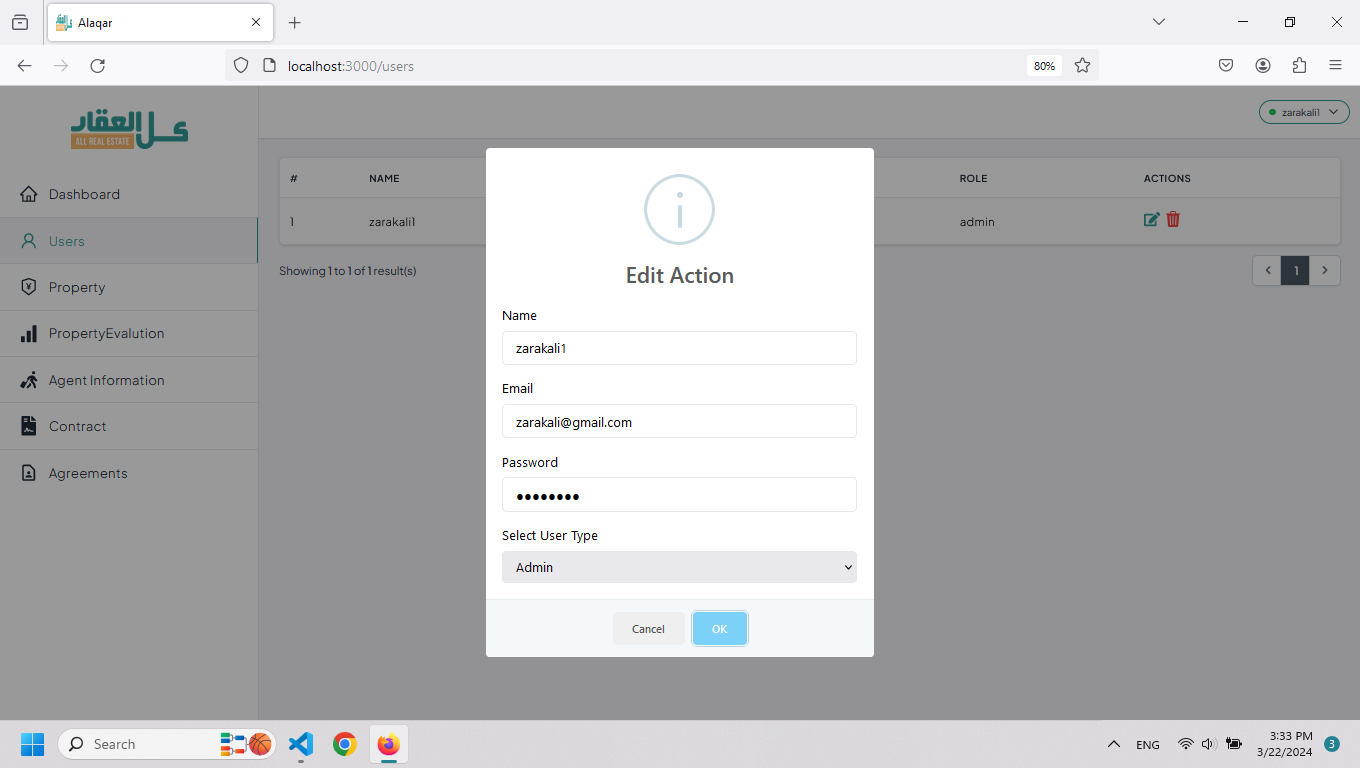 Alaqar
localhost:3000/users
80%
كل العقار
ALL REAL ESTATE
zarakali1
Dashboard
Users
Property
PropertyEvalution
Agent Information
Contract
Agreements
# NAME ROLE ACTIONS
1 zarakali1 admin
Showing 1 to 1 of 1 result(s)
1
Edit Action
Name
zarakali1
Email
zarakali@gmail.com
Password
Select User Type
Admin
Cancel OK
Search
ENG
3:33 PM
3/22/2024
3